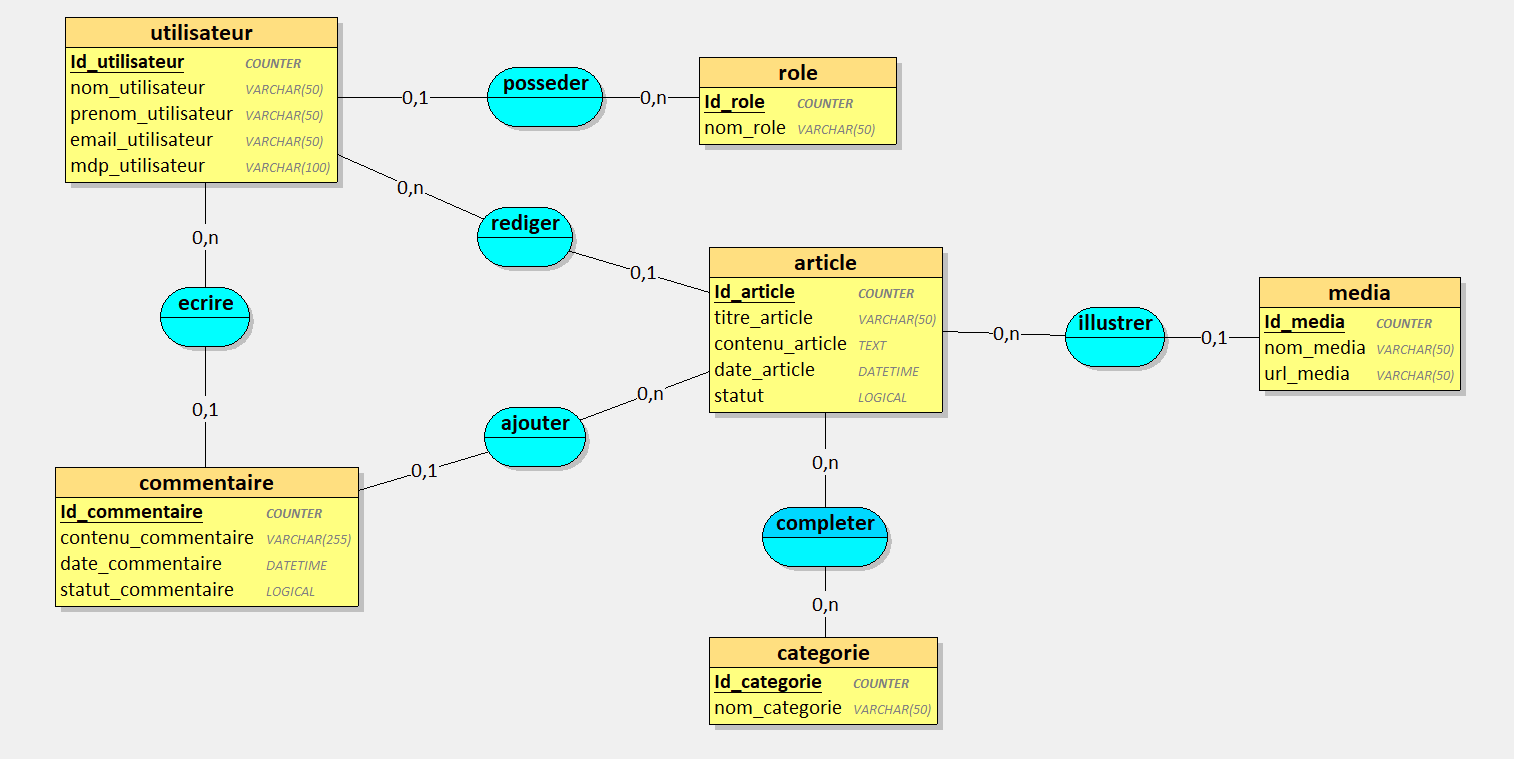 utilisateur
Id_utilisateur COUNTER
nom_utilisateur VARCHAR(50)
prenom_utilisateur VARCHAR(50)
email_utilisateur VARCHAR(50)
mdp_utilisateur VARCHAR(100)
0,1
posseder
0,n
role
Id_role COUNTER
nom_role VARCHAR(50)
0,n
rediger
0,1
0,n
ecrire
0,1
article
Id_article COUNTER
titre_article VARCHAR(50)
contenu_article TEXT
date_article DATETIME
statut LOGICAL
0,n
illustrer
0,1
media
Id_media COUNTER
nom_media VARCHAR(50)
url_media VARCHAR(50)
0,n
ajouter
0,1
commentaire
Id_commentaire COUNTER
contenu_commentaire VARCHAR(255)
date_commentaire DATETIME
statut_commentaire LOGICAL
0,n
completer
0,n
categorie
Id_categorie COUNTER
nom_categorie VARCHAR(50)